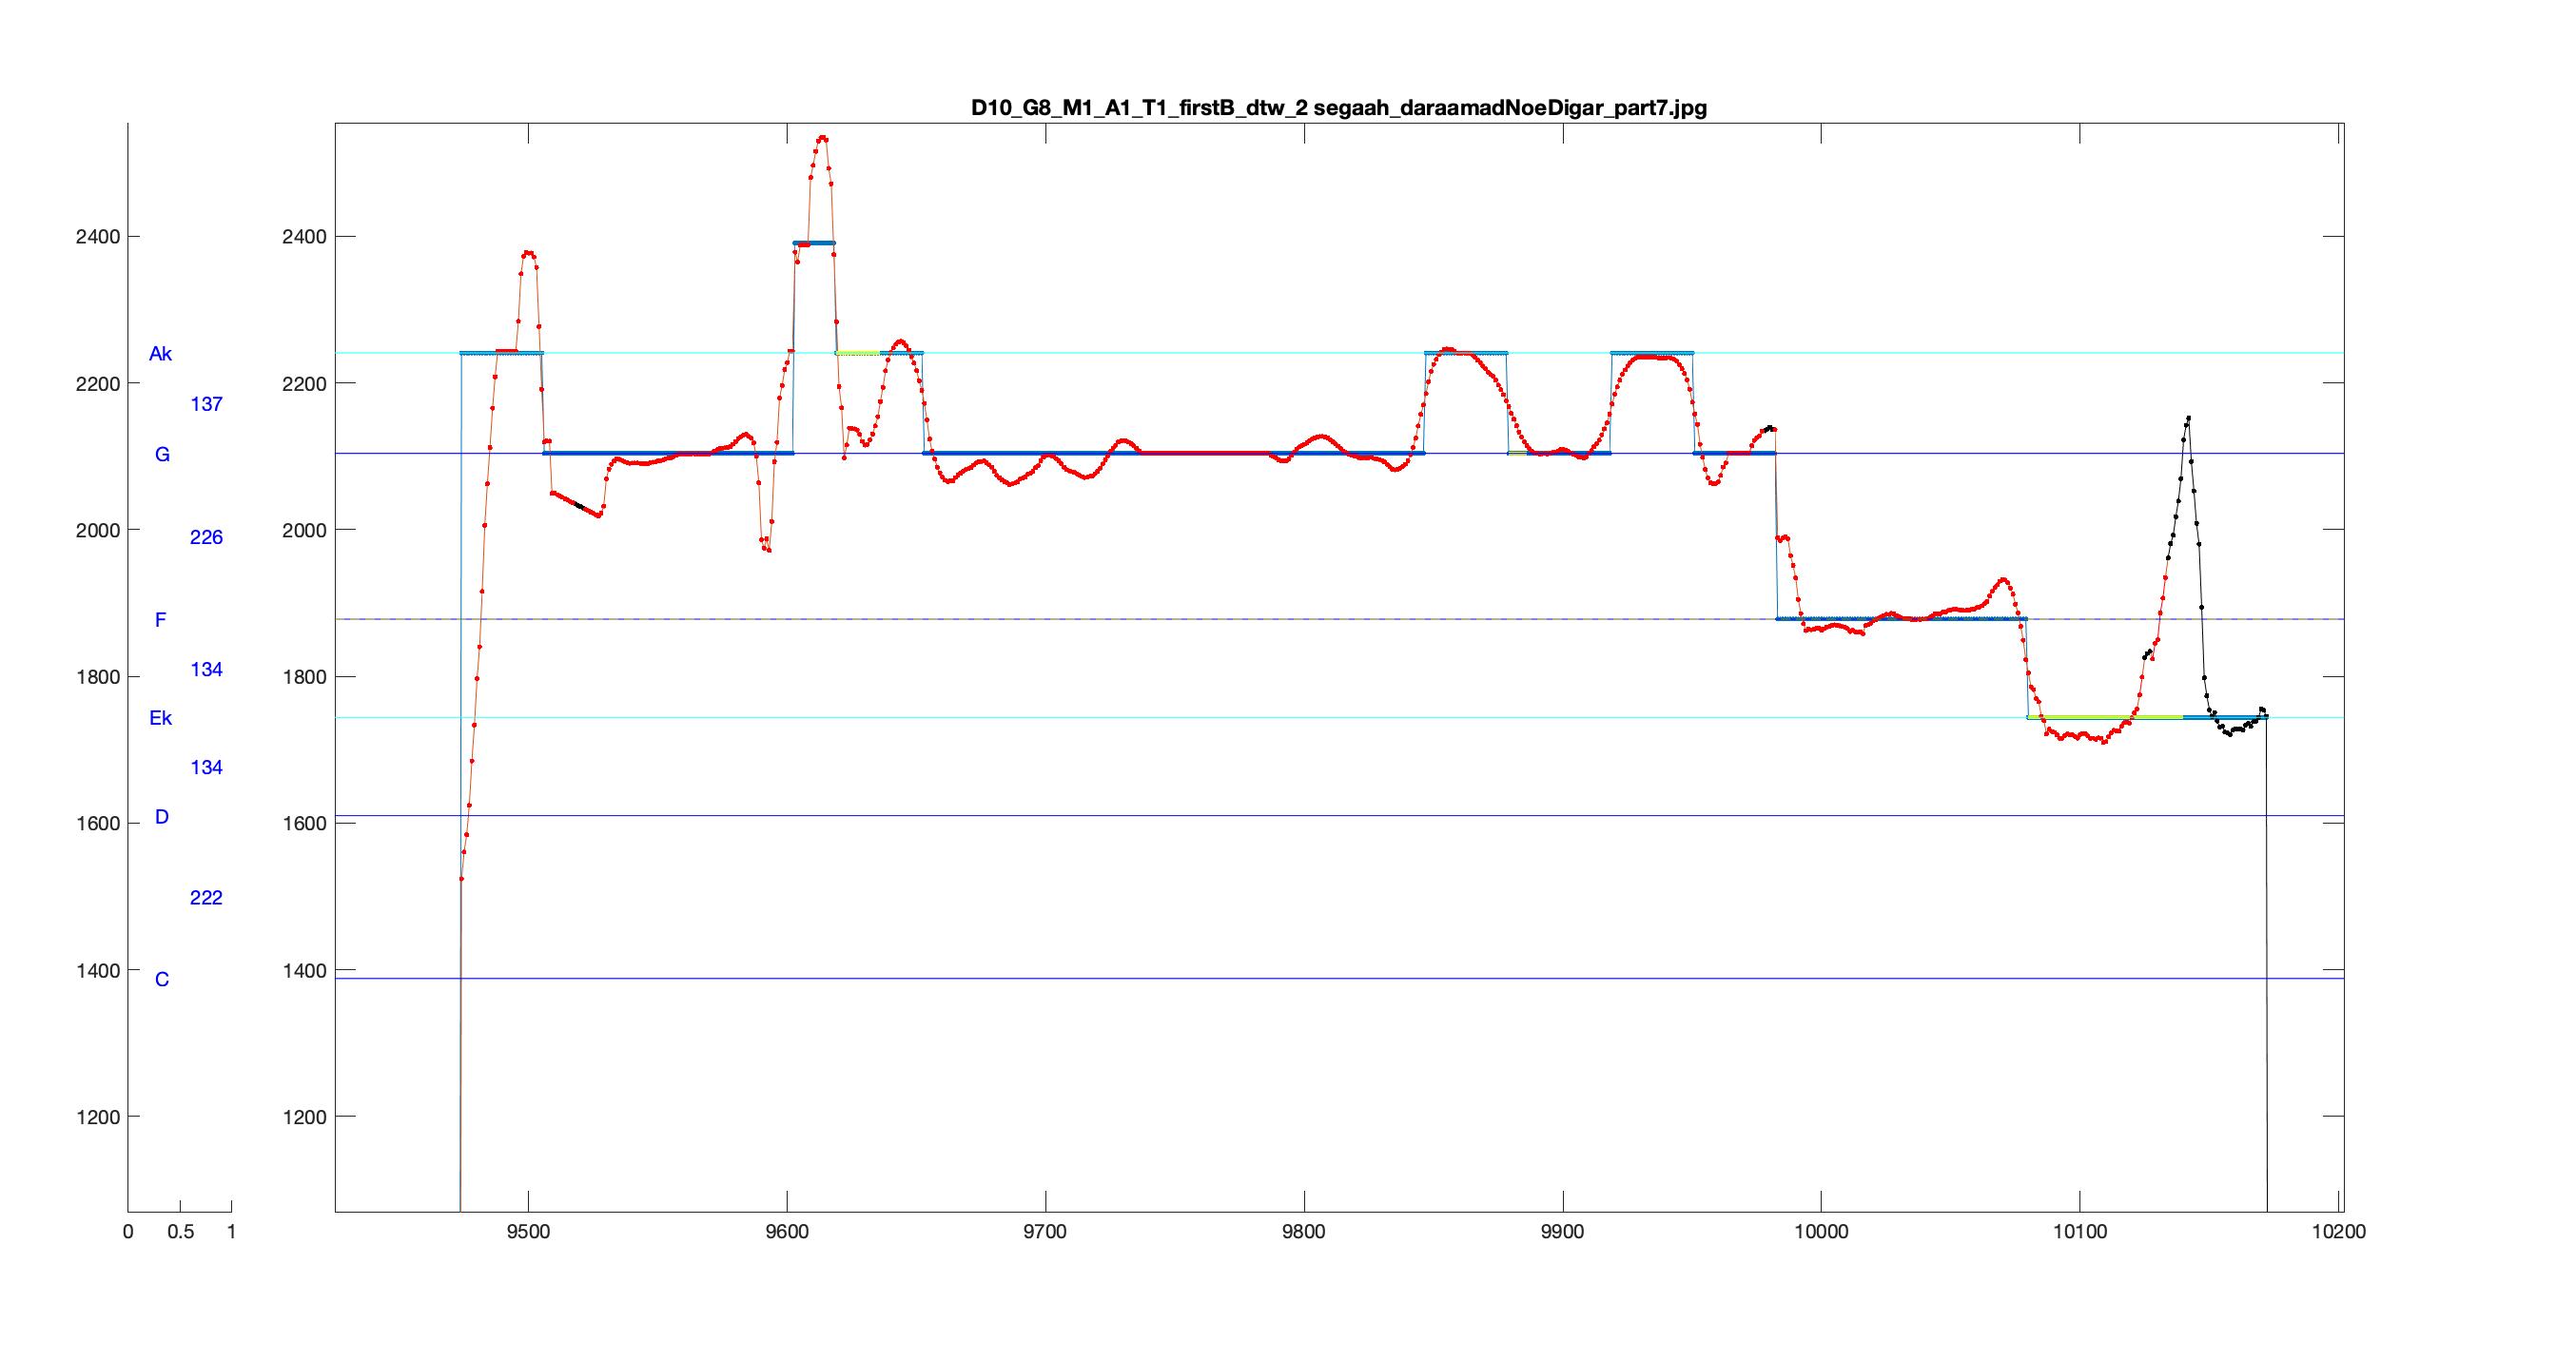 D10_G8_M1_A1_T1_firstB_dtw_2 segaah_daraamadNoeDigar_part7.jpg
2400 2400
Ak
2200 2200
137
G
2000 2000
226
F
134
1800 1800
Ek
134
1600 1600
D
222
1400 1400
C
1200 1200
0 0.5 1 9500 9600 9700 9800 9900 10000 10100 10200